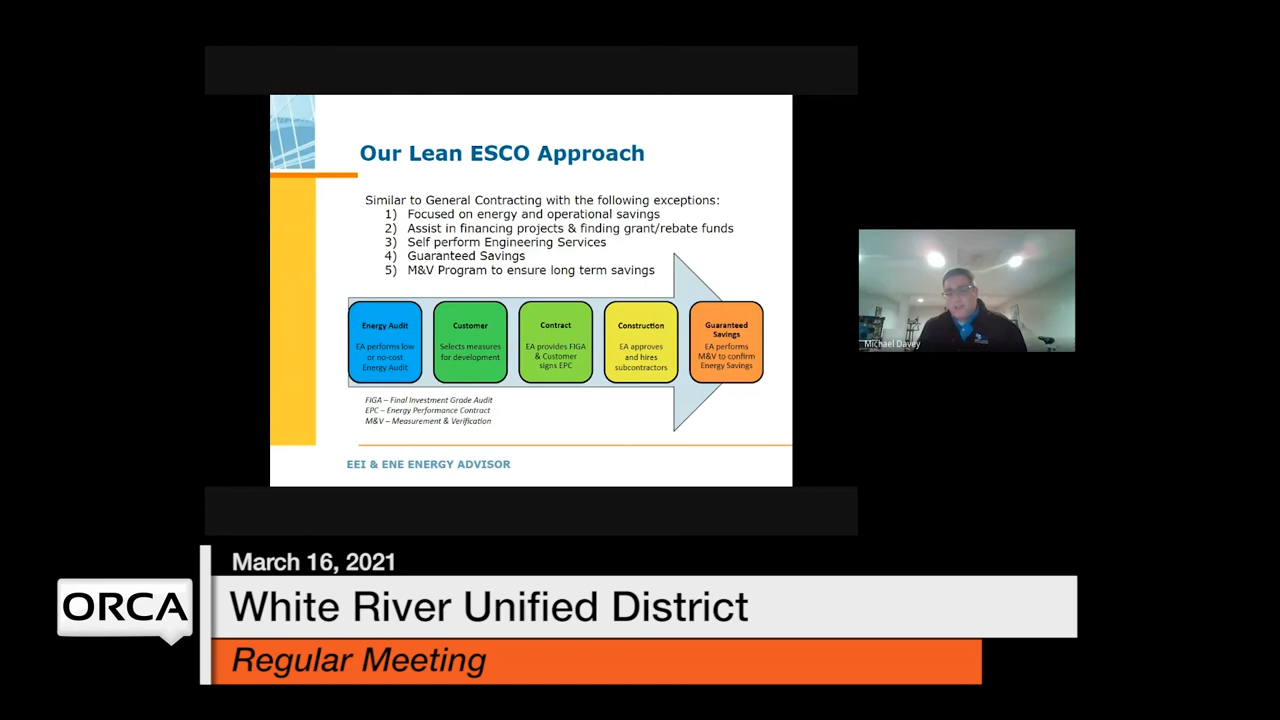 Our Lean ESCO Approach
Similar to General Contracting with the following exceptions:
1) Focused on energy and operational savings
2) Assist in financing projects & finding grant/rebate funds
3) Self perform Engineering Services
4) Guaranteed Savings
5) M&V Program to ensure long term savings
Energy Audit
EA performs low
or no-cost
Energy Audit
Customer
Selects measures
for development
Contract
EA provides FIGA
& Customer
signs EPC
Construction
EA approves
and hires
subcontractors
Guaranteed
Savings
EA performs
M&V to confirm
Energy Savings
FIGA – Final Investment Grade Audit
EPC – Energy Performance Contract
M&V – Measurement & Verification
EEI & ENE ENERGY ADVISOR
Michael Davey
March 16, 2021
ORCA
White River Unified District
Regular Meeting